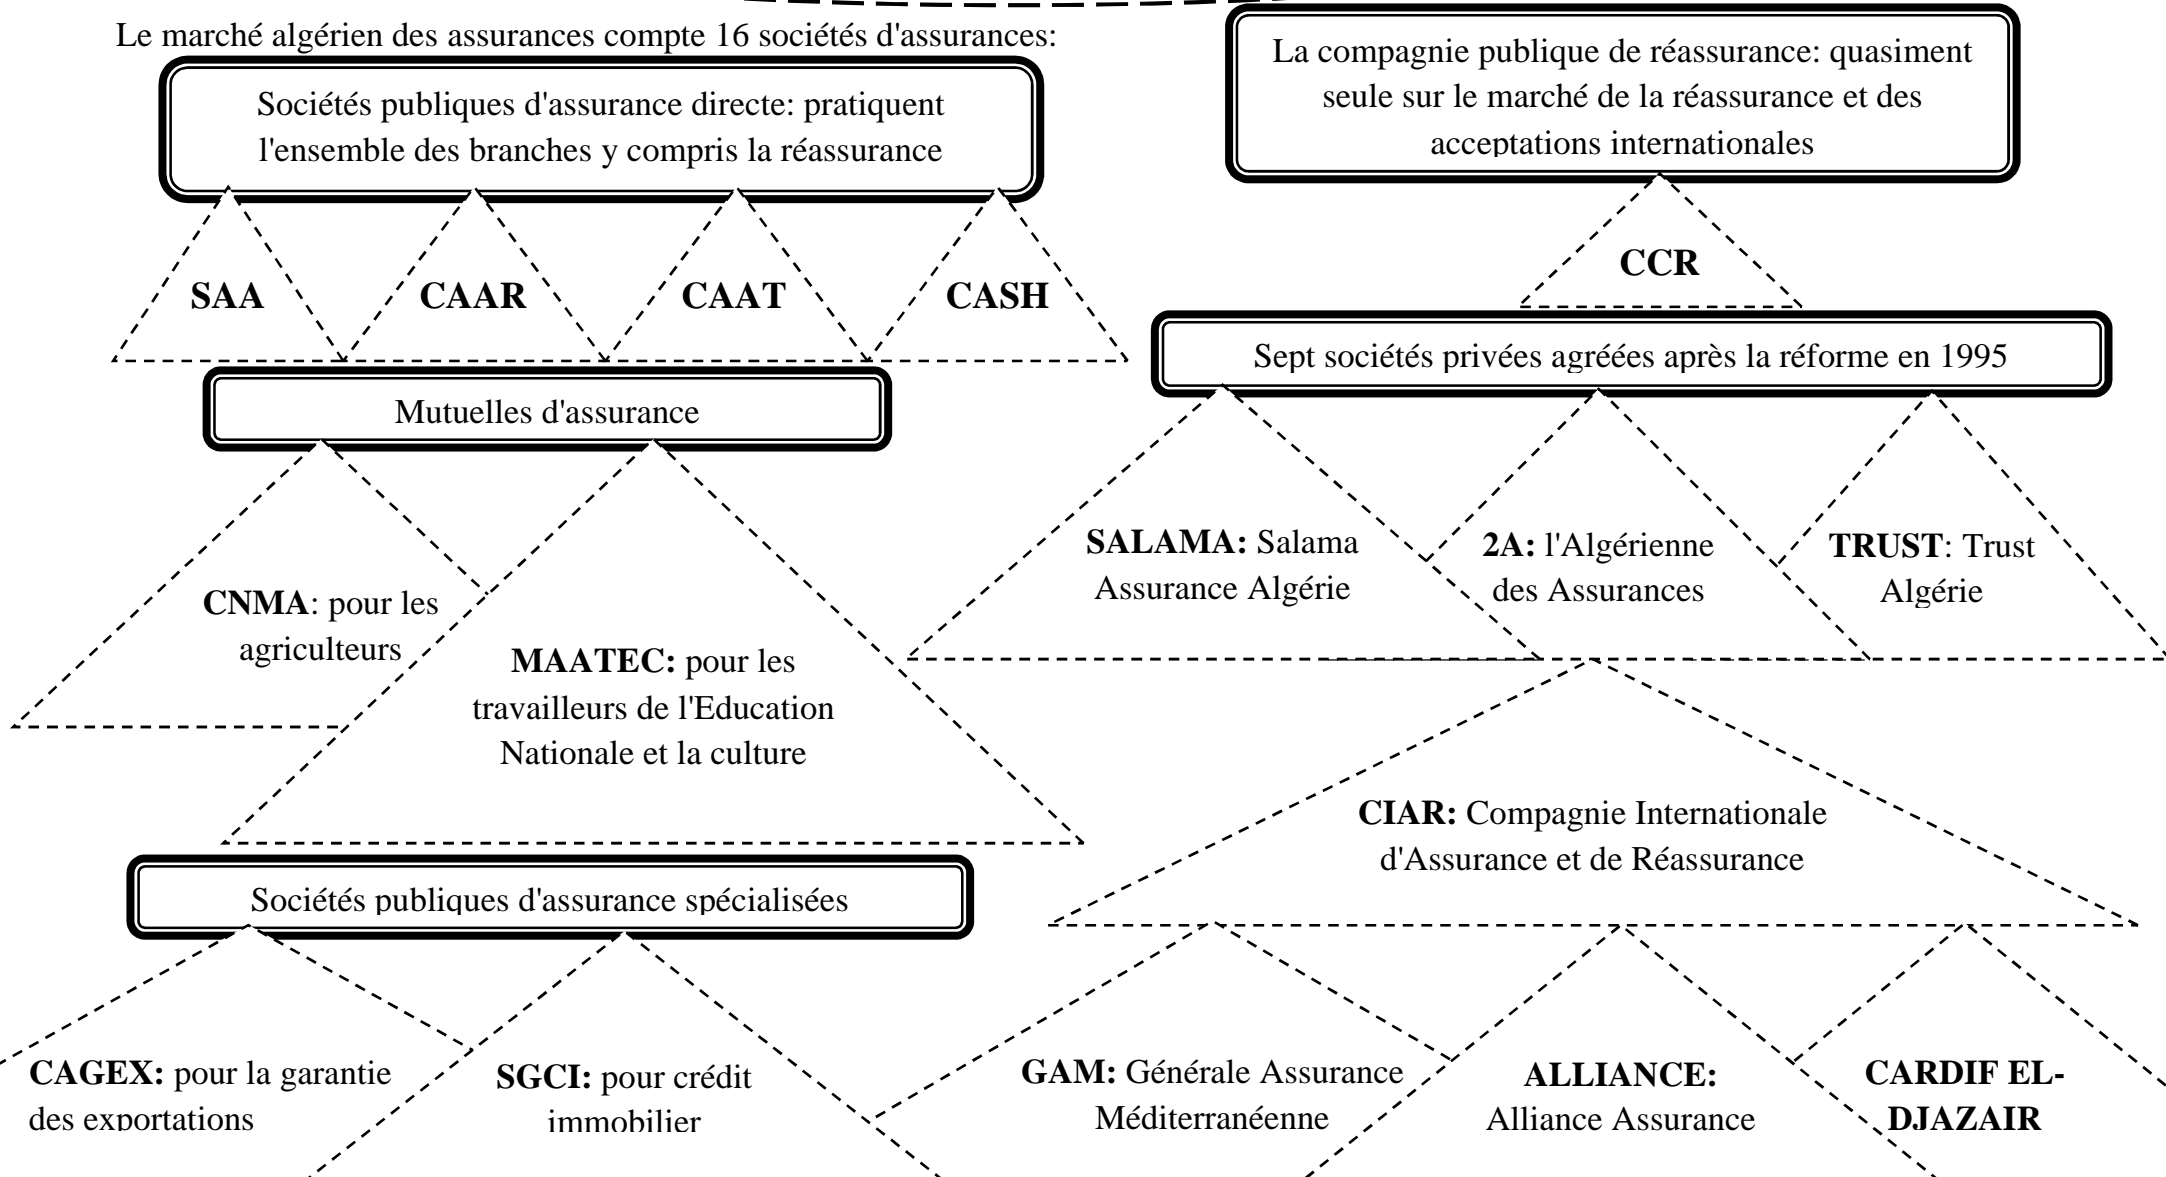 Le marché algérien des assurances compte 16 sociétés d'assurances:
Sociétés publiques d'assurance directe: pratiquent
l'ensemble des branches y compris la réassurance
SAA
CAAR
CAAT
CASH
Mutuelles d'assurance
CNMA: pour les
agriculteurs
MAATEC: pour les
travailleurs de l'Education
Nationale et la culture
Sociétés publiques d'assurance spécialisées
CAGEX: pour la garantie
des exportations
SGCI: pour crédit
immobilier
La compagnie publique de réassurance: quasiment
seule sur le marché de la réassurance et des
acceptations internationales
CCR
Sept sociétés privées agréées après la réforme en 1995
SALAMA: Salama
Assurance Algérie
2A: l'Algérienne
des Assurances
TRUST: Trust
Algérie
CIAR: Compagnie Internationale
d'Assurance et de Réassurance
GAM: Générale Assurance
Méditerranéenne
ALLIANCE:
Alliance Assurance
CARDIF EL-
DJAZAIR